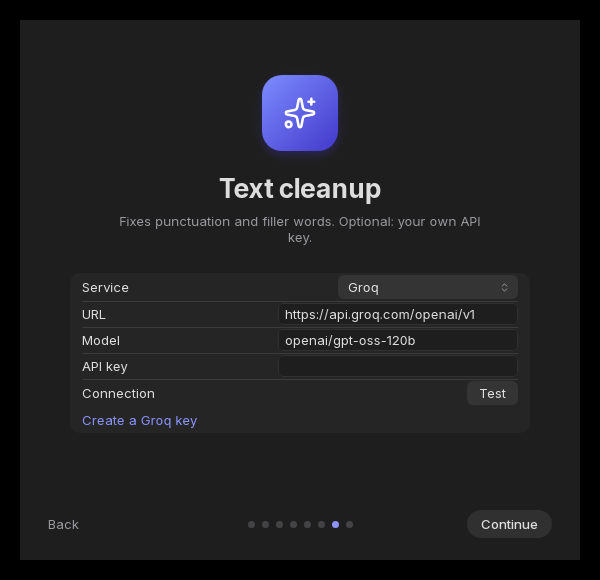 Text cleanup
Fixes punctuation and filler words. Optional: your own API
key.
Service
Groq
URL
https://api.groq.com/openai/v1
Model
openai/gpt-oss-120b
API key
Connection
Test
Create a Groq key
Back
Continue